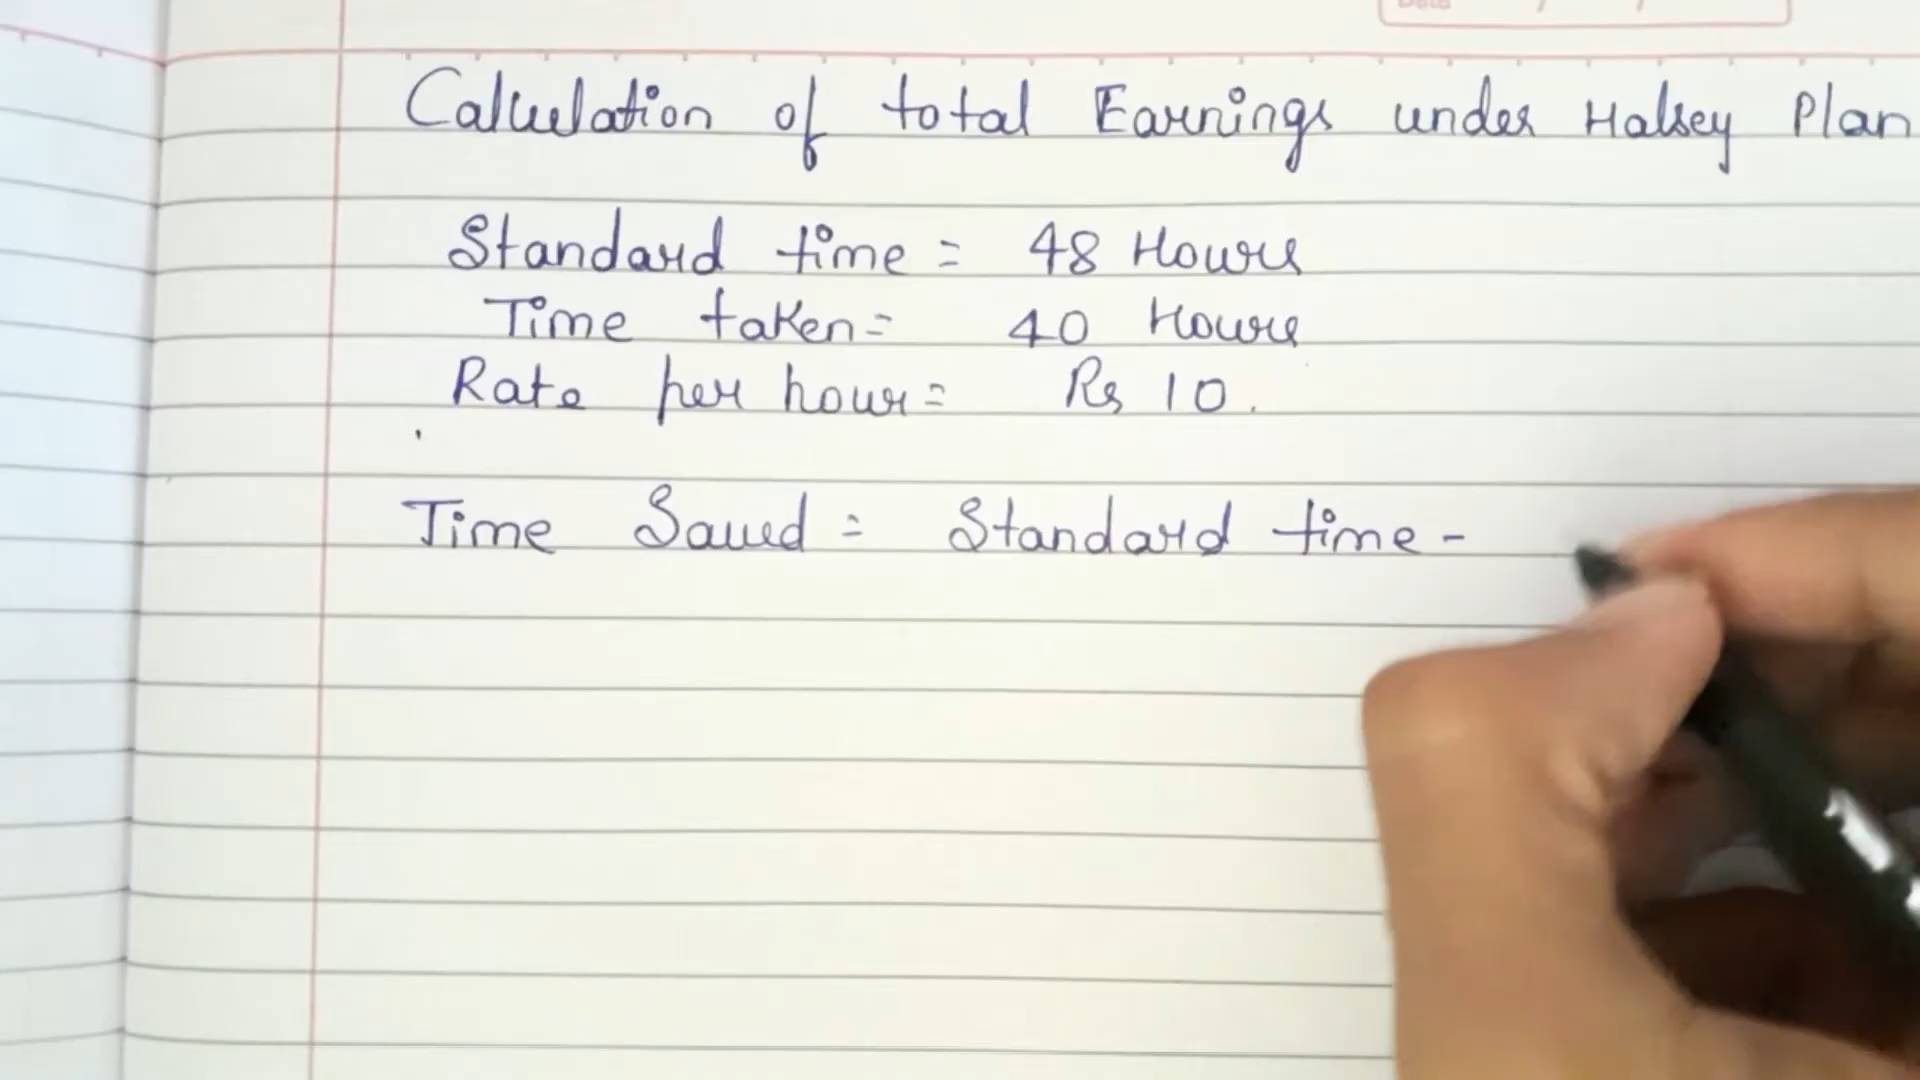 Calculation of total Earnings under Halsey Plan
Standard time = 48 Hours
Time taken = 40 Hours
Rate per hour = Rs 10.
Time Saved = Standard time -